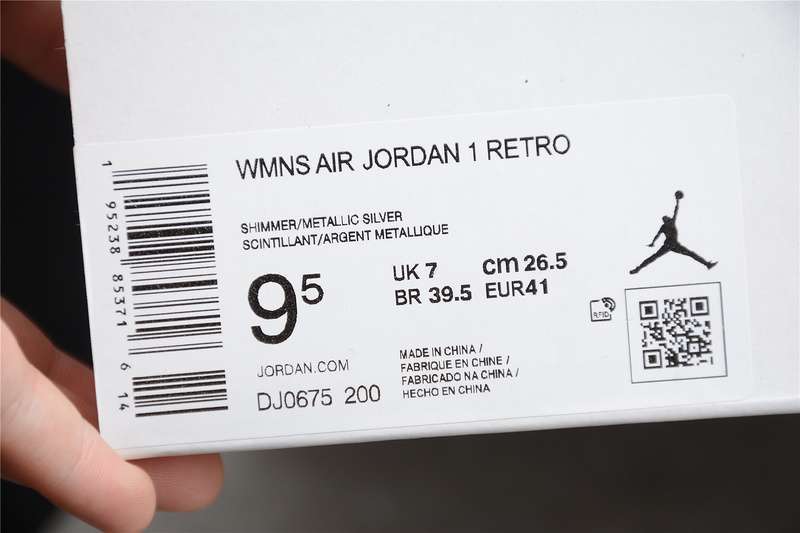 WMNS AIR JORDAN 1 RETRO
SHIMMER/METALLIC SILVER
SCINTILLANT/ARGENT METALLIQUE
9 5
UK 7 cm 26.5
BR 39.5 EUR41
JORDAN.COM
DJ0675 200
MADE IN CHINA /
FABRIQUE EN CHINE /
FABRICADO NA CHINA /
HECHO EN CHINA
RFID
1 95238 85371 6 14